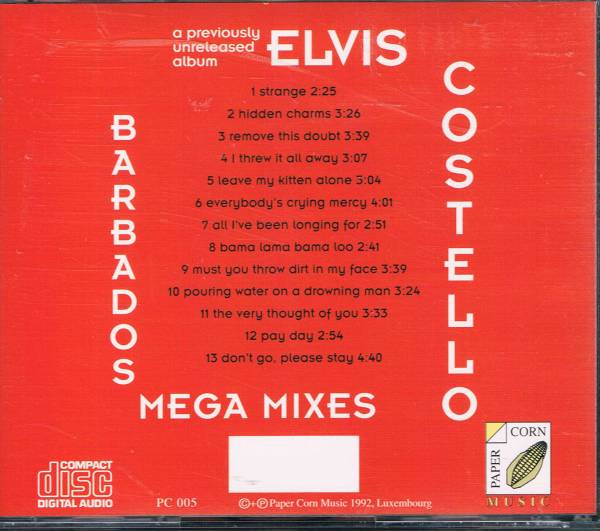 a previously
unreleased
album
ELVIS
COSTELLO
BARBADOS
MEGA MIXES
1 strange 2:25
2 hidden charms 3:26
3 remove this doubt 3:39
4 I threw it all away 3:07
5 leave my kitten alone 3:04
6 everybody's crying mercy 4:01
7 all I've been longing for 2:51
8 bama lama bama loo 2:41
9 must you throw dirt in my face 3:39
10 pouring water on a drowning man 3:24
11 the very thought of you 3:33
12 pay day 2:54
13 don't go, please stay 4:40
COMPACT
disc
DIGITAL AUDIO
PC 005
©+℗ Paper Corn Music 1992, Luxembourg
PAPER
CORN
MUSIC